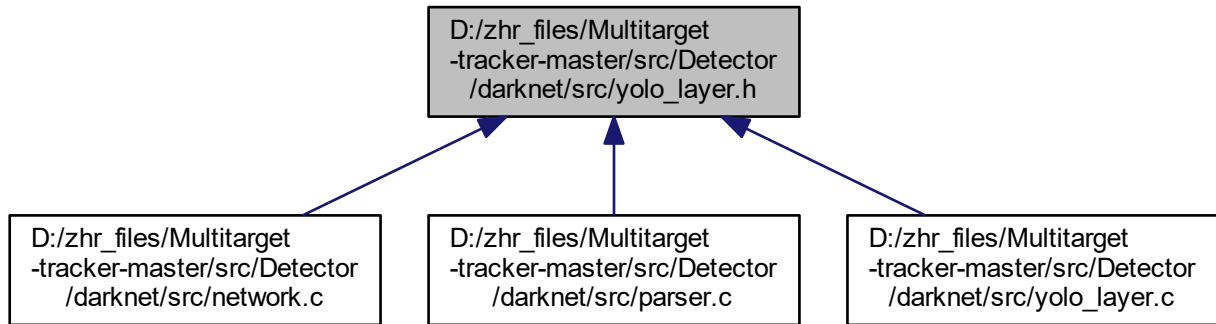 D:/zhr_files/Multitarget
-tracker-master/src/Detector
/darknet/src/yolo_layer.h
D:/zhr_files/Multitarget
-tracker-master/src/Detector
/darknet/src/network.c
D:/zhr_files/Multitarget
-tracker-master/src/Detector
/darknet/src/parser.c
D:/zhr_files/Multitarget
-tracker-master/src/Detector
/darknet/src/yolo_layer.c